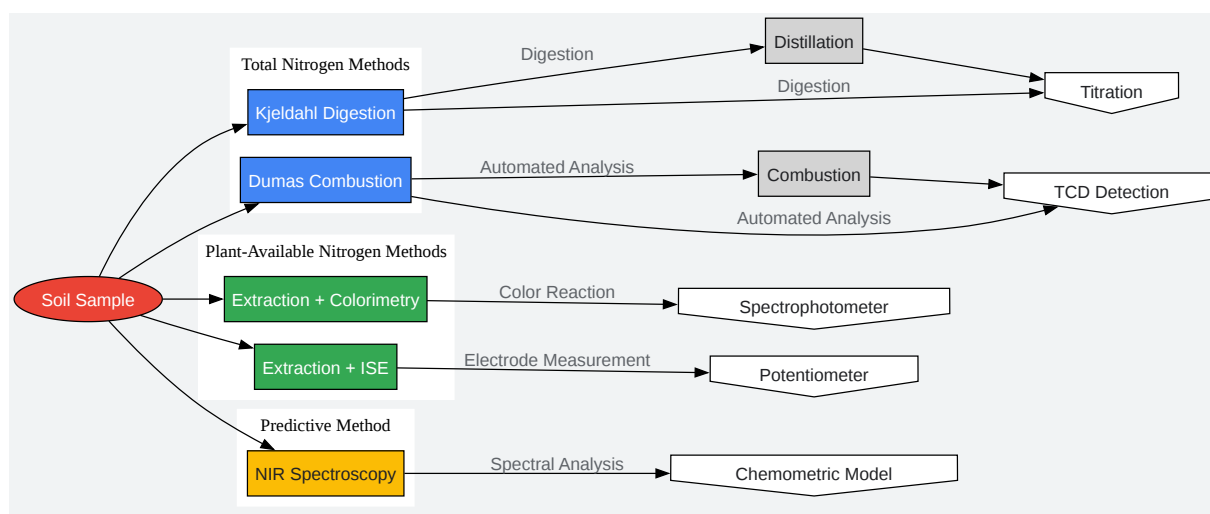 Total Nitrogen Methods
Kjeldahl Digestion
Digestion
Distillation
Digestion
Titration
Dumas Combustion
Automated Analysis
Combustion
TCD Detection
Automated Analysis
Soil Sample
Plant-Available Nitrogen Methods
Extraction + Colorimetry
Color Reaction
Spectrophotometer
Extraction + ISE
Electrode Measurement
Potentiometer
Predictive Method
NIR Spectroscopy
Spectral Analysis
Chemometric Model